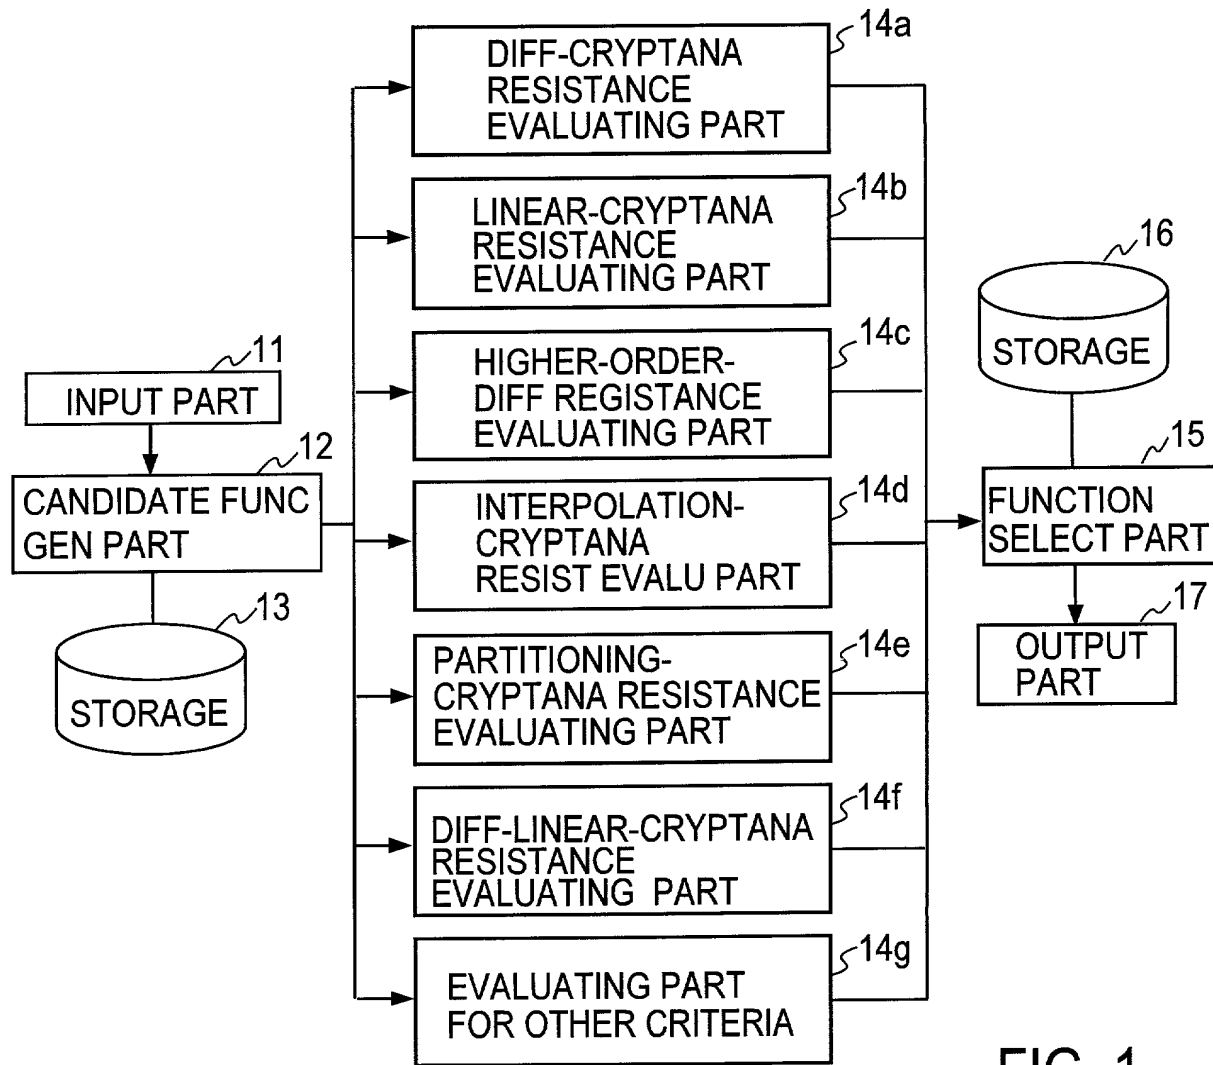 14a
DIFF-CRYPTANA
RESISTANCE
EVALUATING PART
14b
LINEAR-CRYPTANA
RESISTANCE
EVALUATING PART
14c
HIGHER-ORDER-
DIFF REGISTANCE
EVALUATING PART
11
INPUT PART
12
CANDIDATE FUNC
GEN PART
13
STORAGE
14d
INTERPOLATION-
CRYPTANA
RESIST EVALU PART
14e
PARTITIONING-
CRYPTANA RESISTANCE
EVALUATING PART
14f
DIFF-LINEAR-CRYPTANA
RESISTANCE
EVALUATING PART
14g
EVALUATING PART
FOR OTHER CRITERIA
16
STORAGE
15
FUNCTION
SELECT PART
17
OUTPUT
PART
FIG. 1